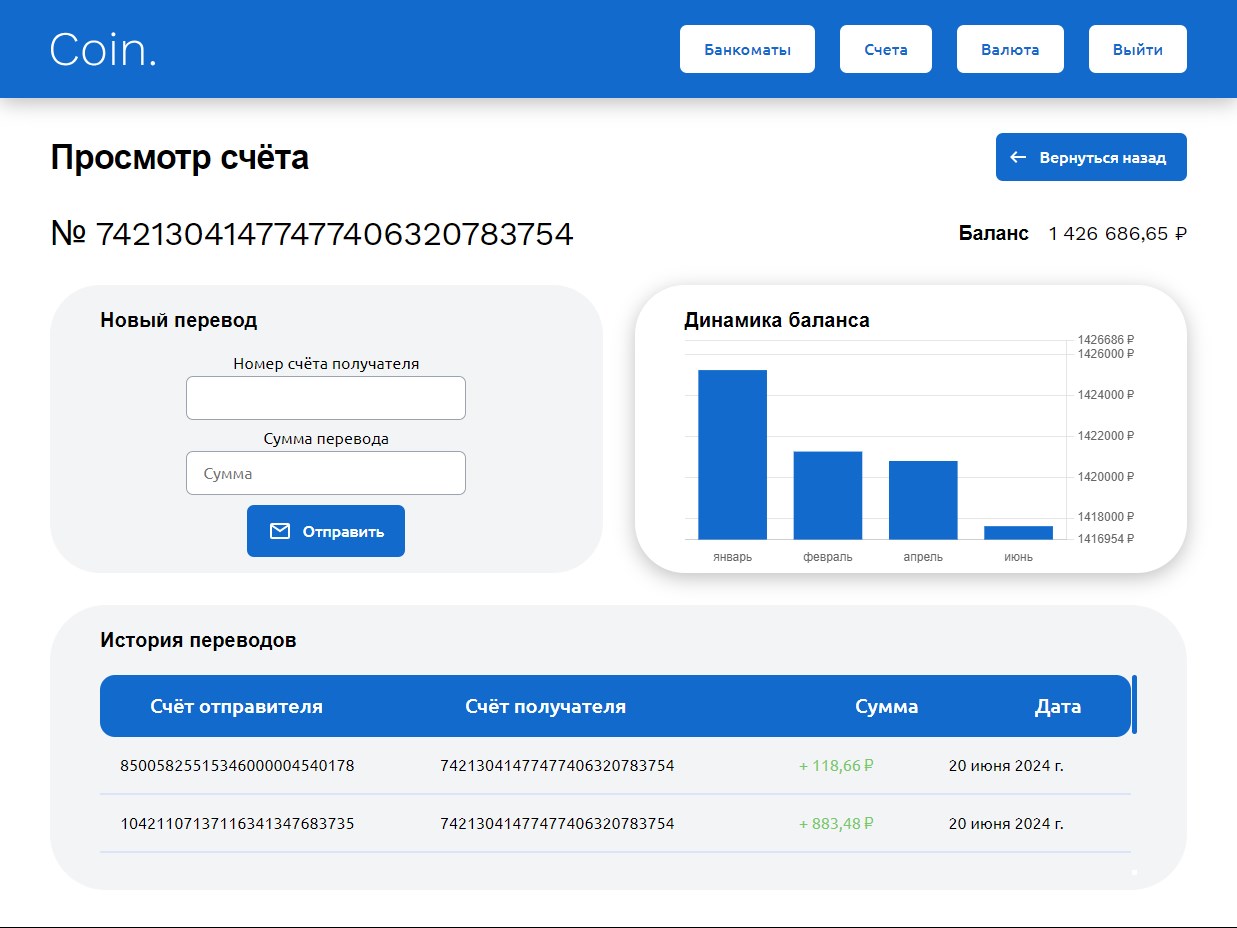 Coin.
Банкоматы
Счета
Валюта
Выйти
Просмотр счёта
Вернуться назад
№ 74213041477477406320783754
Баланс 1 426 686,65 ₽
Новый перевод
Номер счёта получателя
Сумма перевода
Сумма
Отправить
Динамика баланса
1426686 ₽
1426000 ₽
1424000 ₽
1422000 ₽
1420000 ₽
1418000 ₽
1416954 ₽
январь февраль апрель июнь
История переводов
Счёт отправителя Счёт получателя Сумма Дата
85005825515346000004540178 74213041477477406320783754 + 118,66 ₽ 20 июня 2024 г.
10421107137116341347683735 74213041477477406320783754 + 883,48 ₽ 20 июня 2024 г.